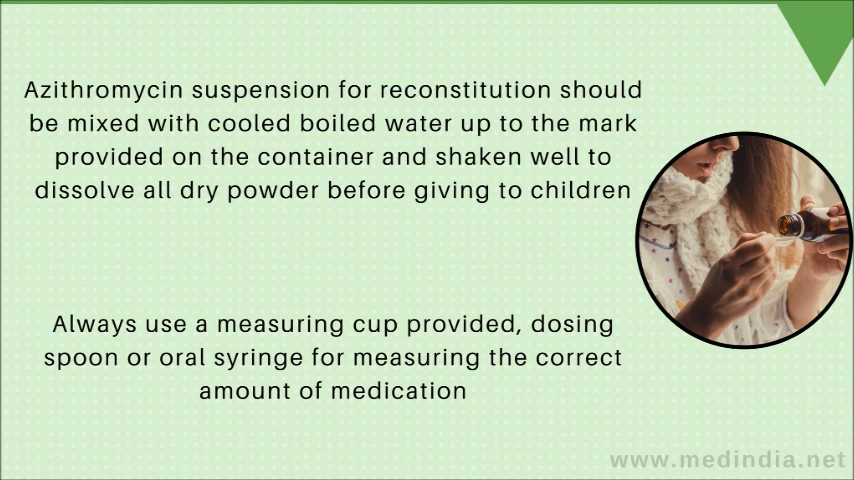 Azithromycin suspension for reconstitution should
be mixed with cooled boiled water up to the mark
provided on the container and shaken well to
dissolve all dry powder before giving to children
Always use a measuring cup provided, dosing
spoon or oral syringe for measuring the correct
amount of medication
www.medindia.net